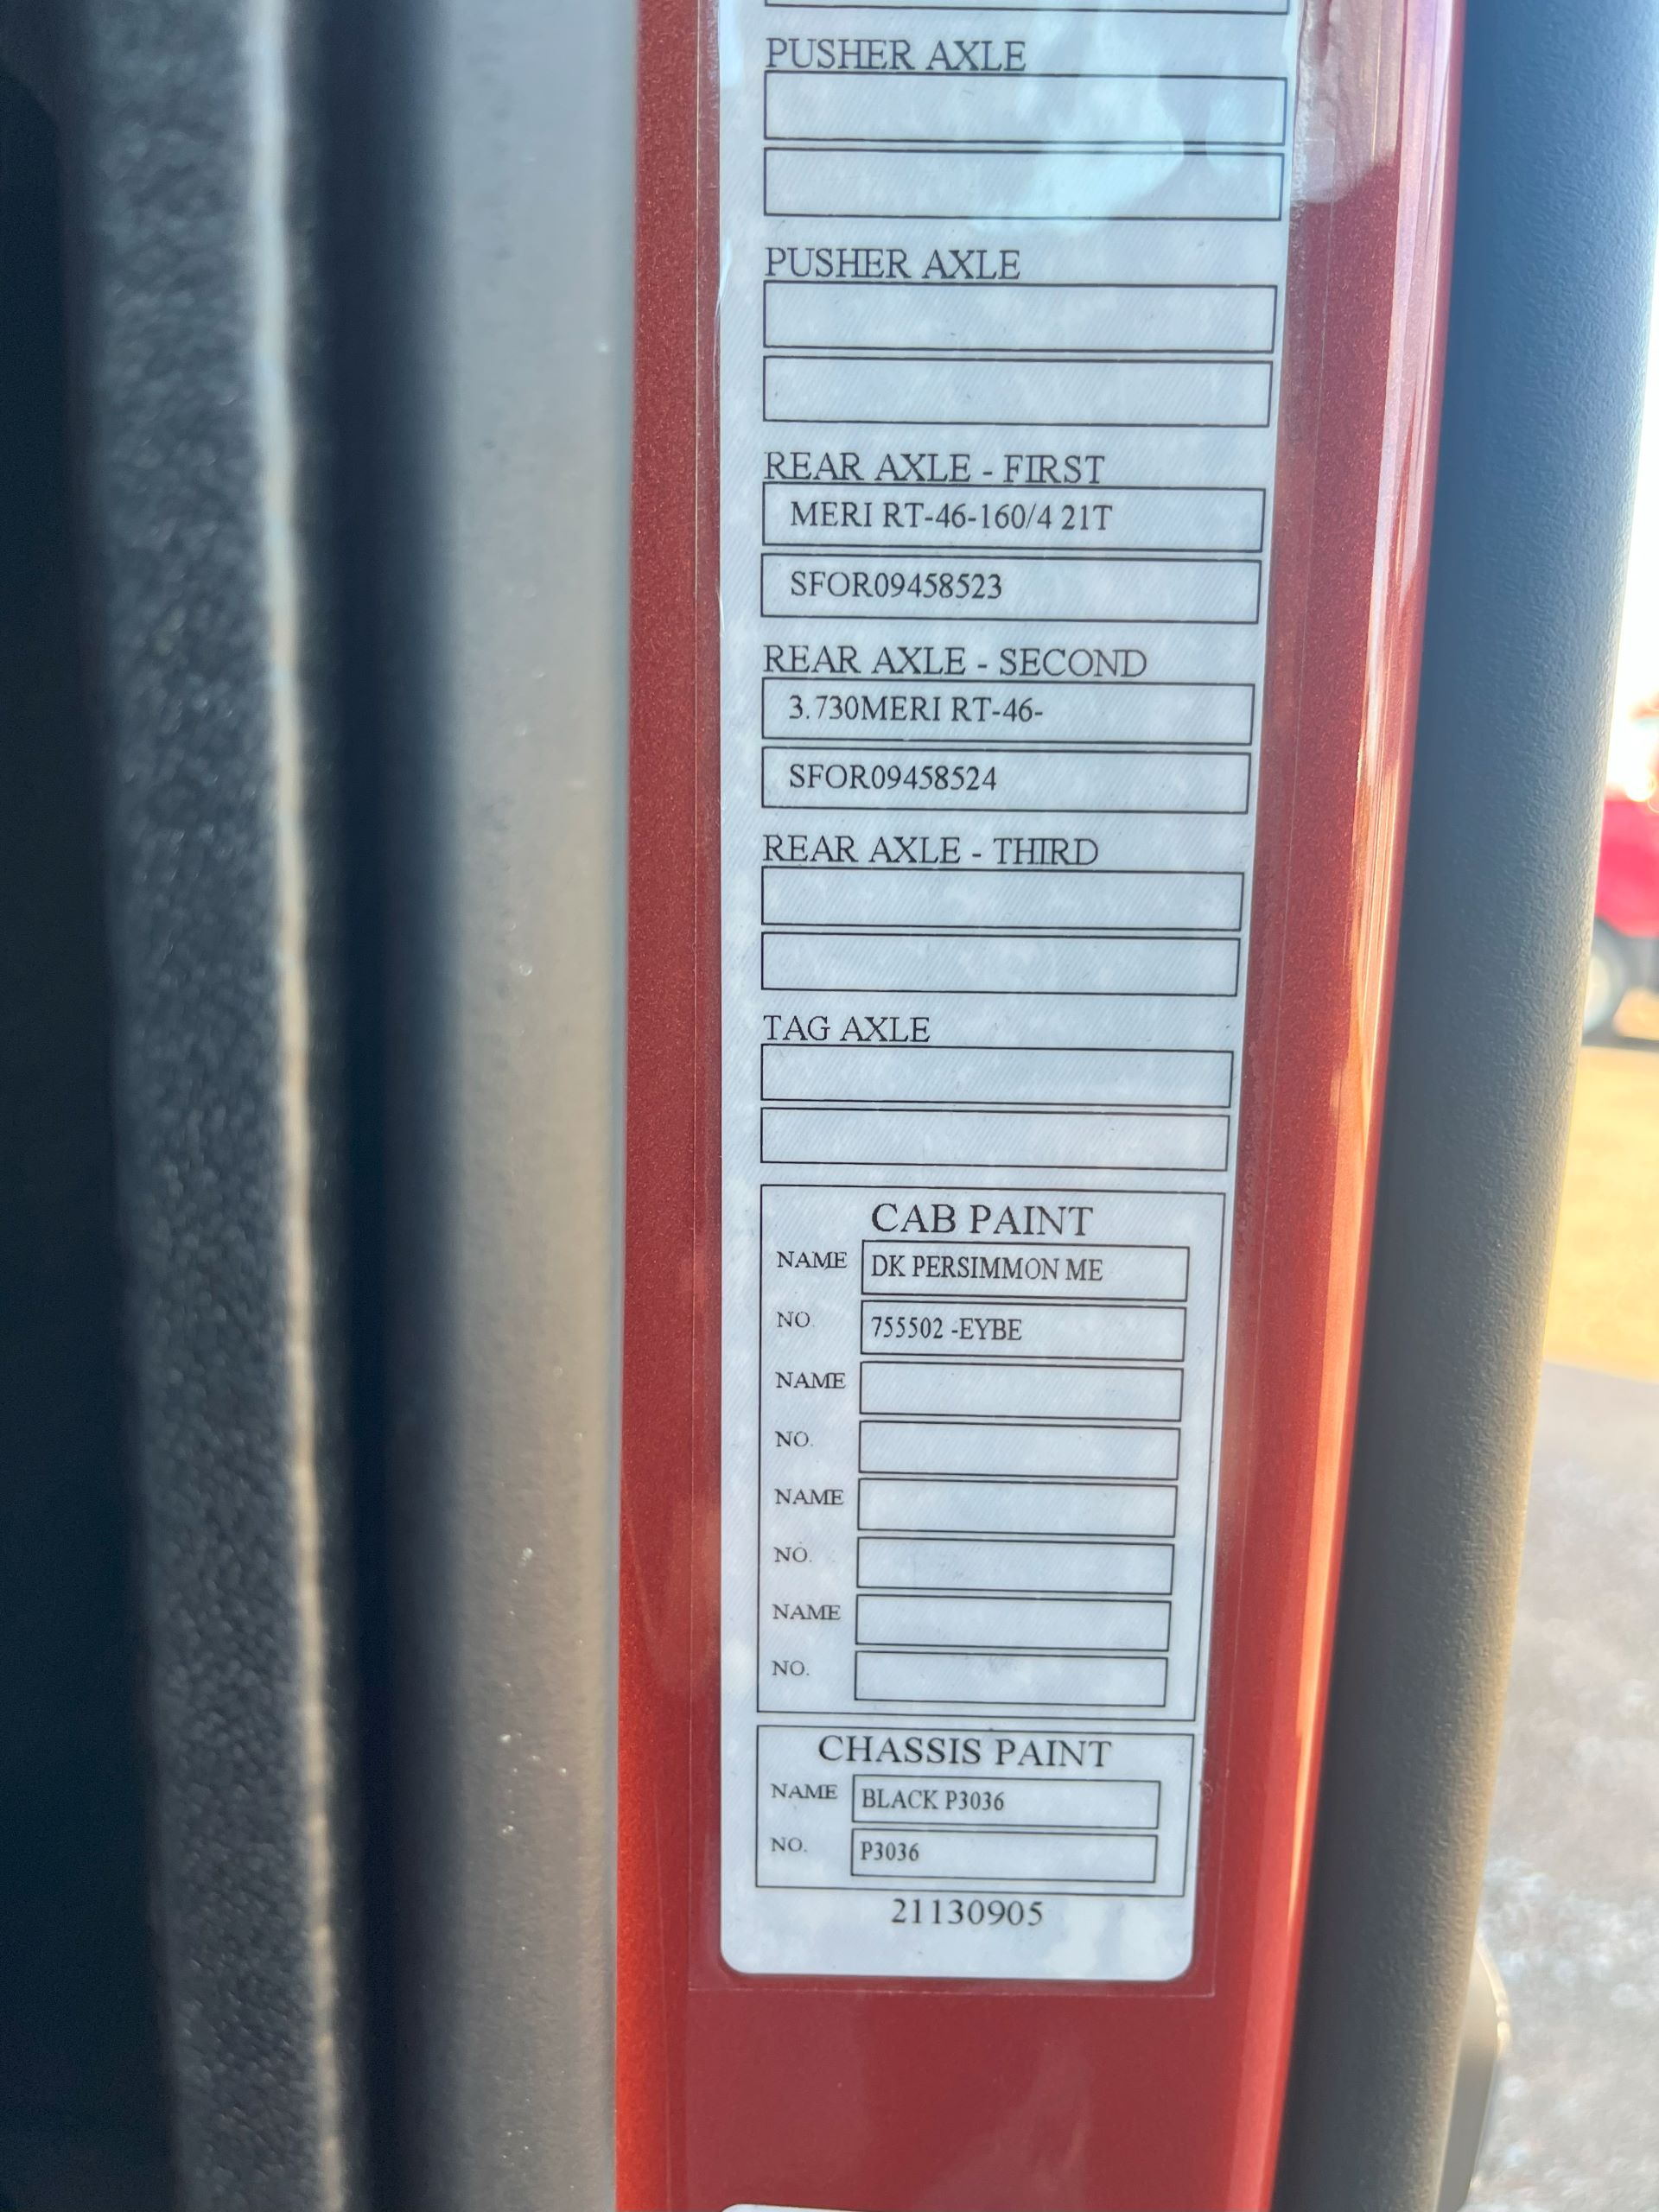 PUSHER AXLE
PUSHER AXLE
REAR AXLE - FIRST
MERI RT-46-160/4 21T
SFOR09458523
REAR AXLE - SECOND
3.730MERI RT-46-
SFOR09458524
REAR AXLE - THIRD
TAG AXLE
CAB PAINT
NAME DK PERSIMMON ME
NO. 755502 -EYBE
NAME
NO.
NAME
NO.
NAME
NO.
CHASSIS PAINT
NAME BLACK P3036
NO. P3036
21130905